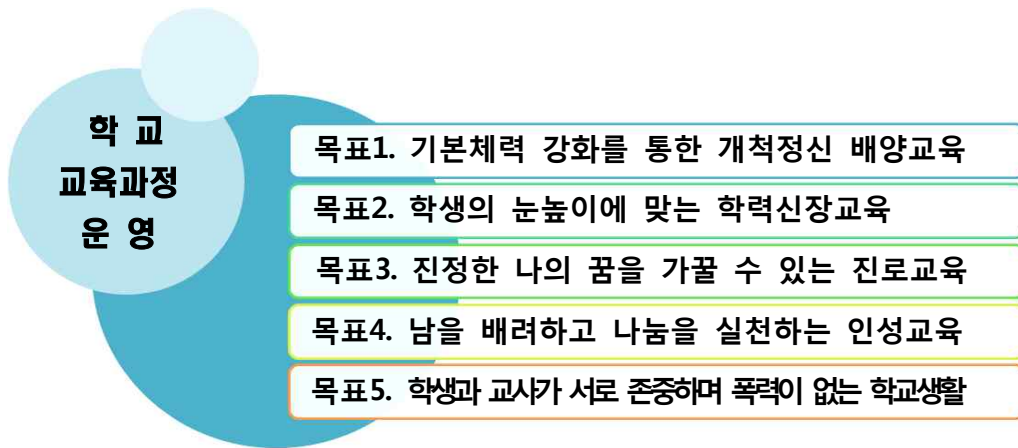 학 교
교육과정
운 영
목표1. 기본체력 강화를 통한 개척정신 배양교육
목표2. 학생의 눈높이에 맞는 학력신장교육
목표3. 진정한 나의 꿈을 가꿀 수 있는 진로교육
목표4. 남을 배려하고 나눔을 실천하는 인성교육
목표5. 학생과 교사가 서로 존중하며 폭력이 없는 학교생활